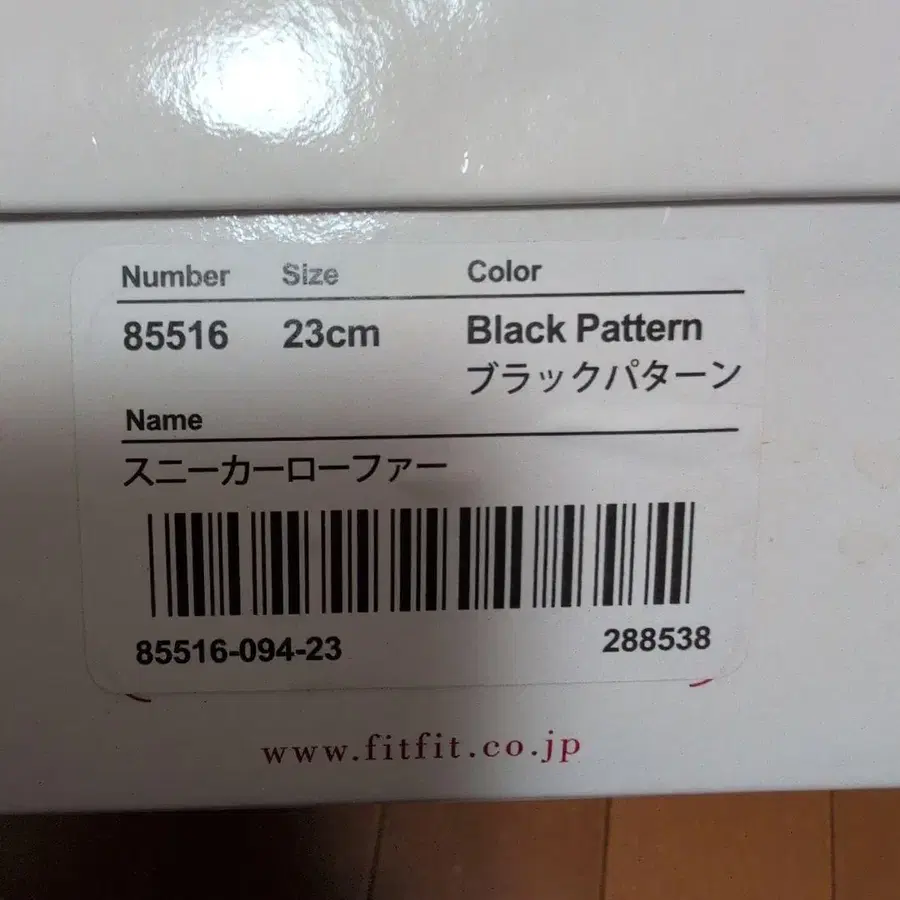 Number Size Color
85516 23cm Black Pattern
ブラックパターン
Name
スニーカーローファー
85516-094-23 288538
www.fitfit.co.jp